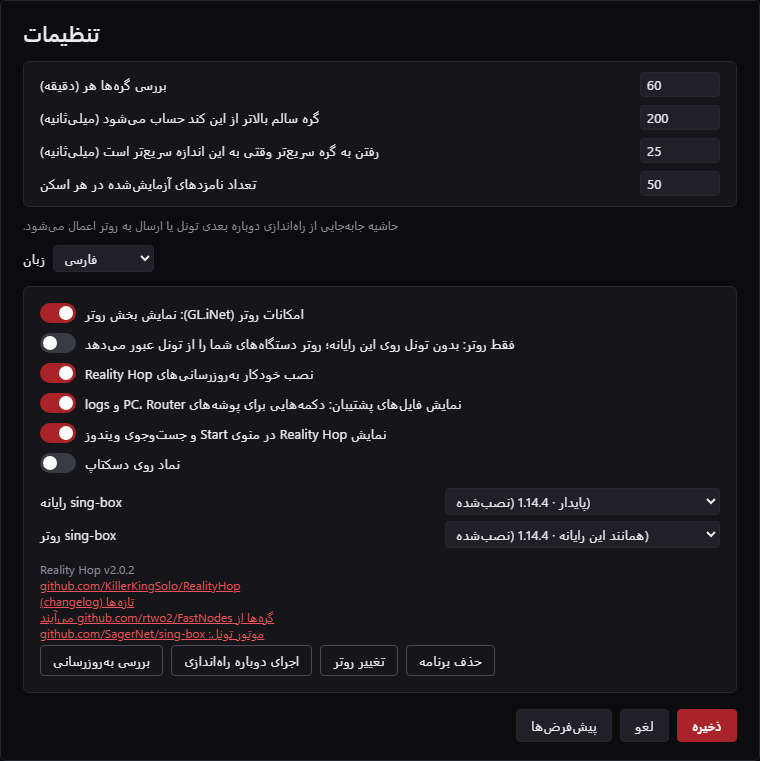 تنظیمات
بررسی گره‌ها هر (دقیقه)
60
گره سالم بالاتر از این کند حساب می‌شود (میلی‌ثانیه)
200
رفتن به گره سریع‌تر وقتی به این اندازه سریع‌تر است (میلی‌ثانیه)
25
تعداد نامزدهای آزمایش‌شده در هر اسکن
50
حاشیه جابه‌جایی از راه‌اندازی دوباره بعدی تونل یا ارسال به روتر اعمال می‌شود.
زبان
فارسی
امکانات روتر (GL.iNet): نمایش بخش روتر
فقط روتر: بدون تونل روی این رایانه؛ روتر دستگاه‌های شما را از تونل عبور می‌دهد
نصب خودکار به‌روزرسانی‌های Reality Hop
نمایش فایل‌های پشتیبان: دکمه‌هایی برای پوشه‌های PC، Router و logs
نمایش Reality Hop در منوی Start و جست‌وجوی ویندوز
نماد روی دسکتاپ
sing-box رایانه
پایدار · 1.14.4 (نصب‌شده)
sing-box روتر
همانند این رایانه · 1.14.4 (نصب‌شده)
Reality Hop v2.0.2
github.com/KillerKingSolo/RealityHop
تازه‌ها (changelog)
گره‌ها از github.com/rtwo2/FastNodes می‌آیند
موتور تونل: github.com/SagerNet/sing-box
بررسی به‌روزرسانی
اجرای دوباره راه‌اندازی
تغییر روتر
حذف برنامه
پیش‌فرض‌ها
لغو
ذخیره